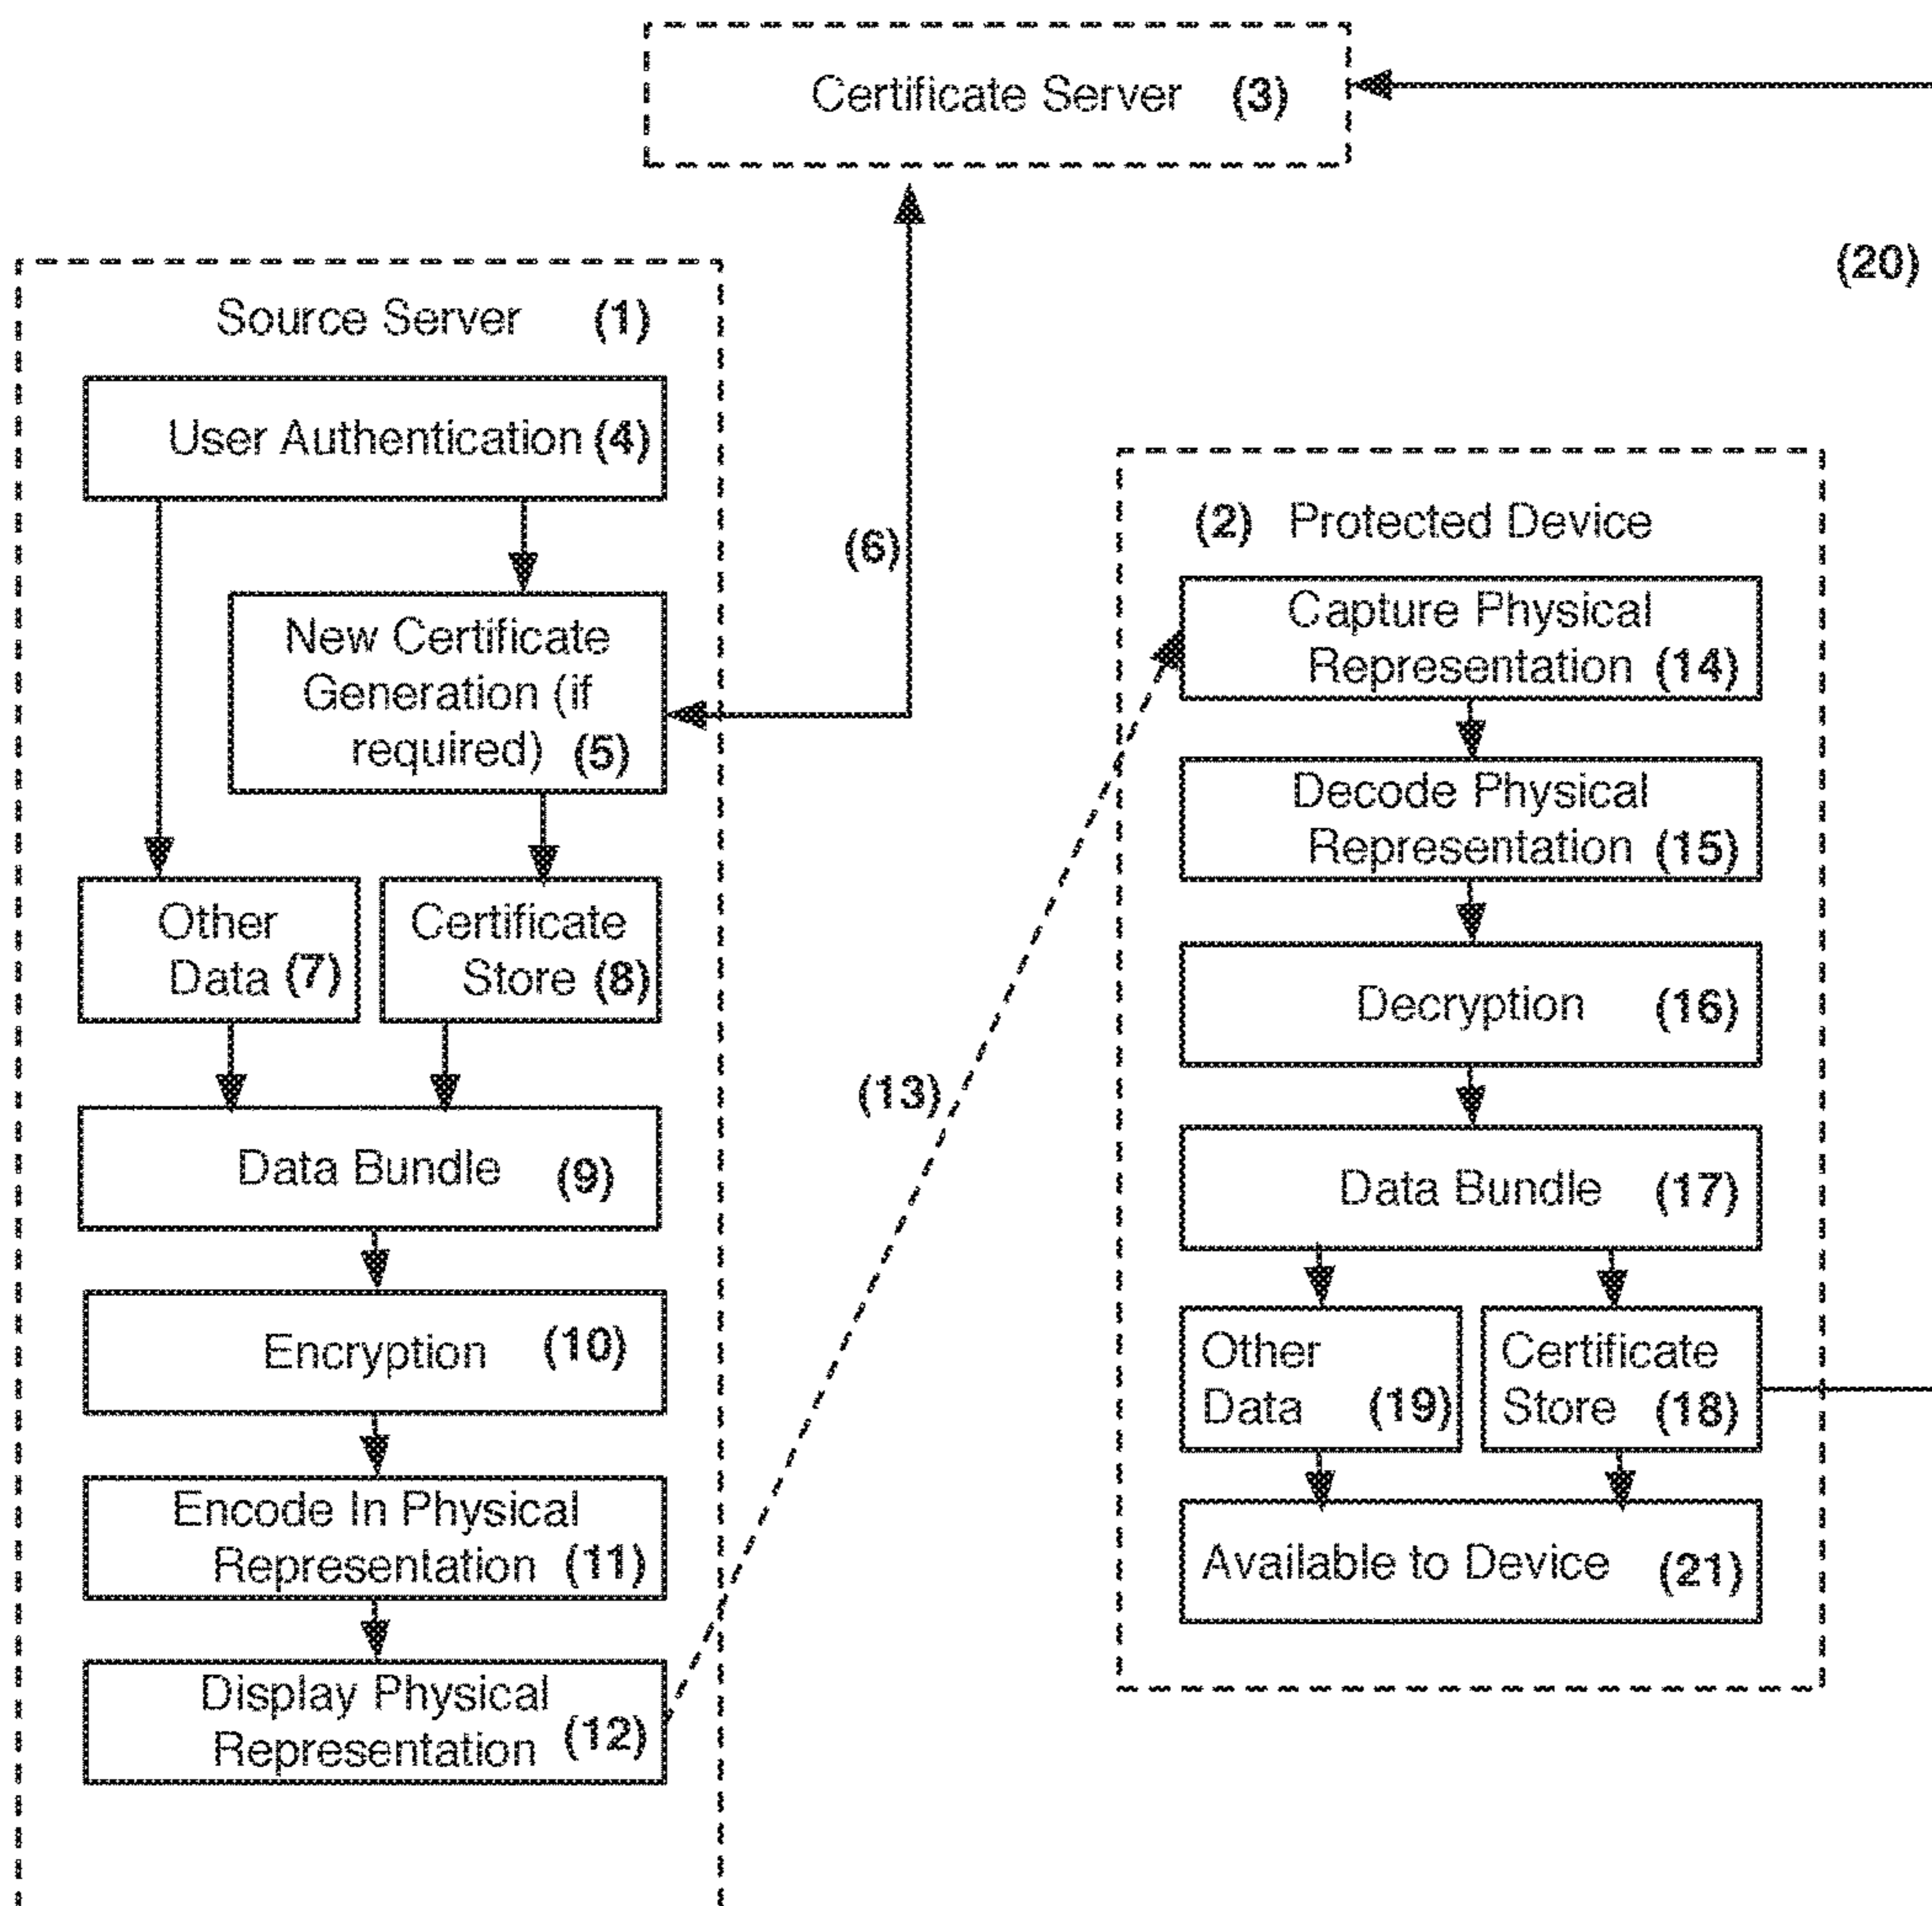 Certificate Server (3)
(20)
Source Server (1)
User Authentication (4)
New Certificate
Generation (if
required) (5)
(6)
Other
Data (7)
Certificate
Store (8)
Data Bundle (9)
Encryption (10)
Encode In Physical
Representation (11)
Display Physical
Representation (12)
(13)
(2) Protected Device
Capture Physical
Representation (14)
Decode Physical
Representation (15)
Decryption (16)
Data Bundle (17)
Other
Data (19)
Certificate
Store (18)
Available to Device (21)